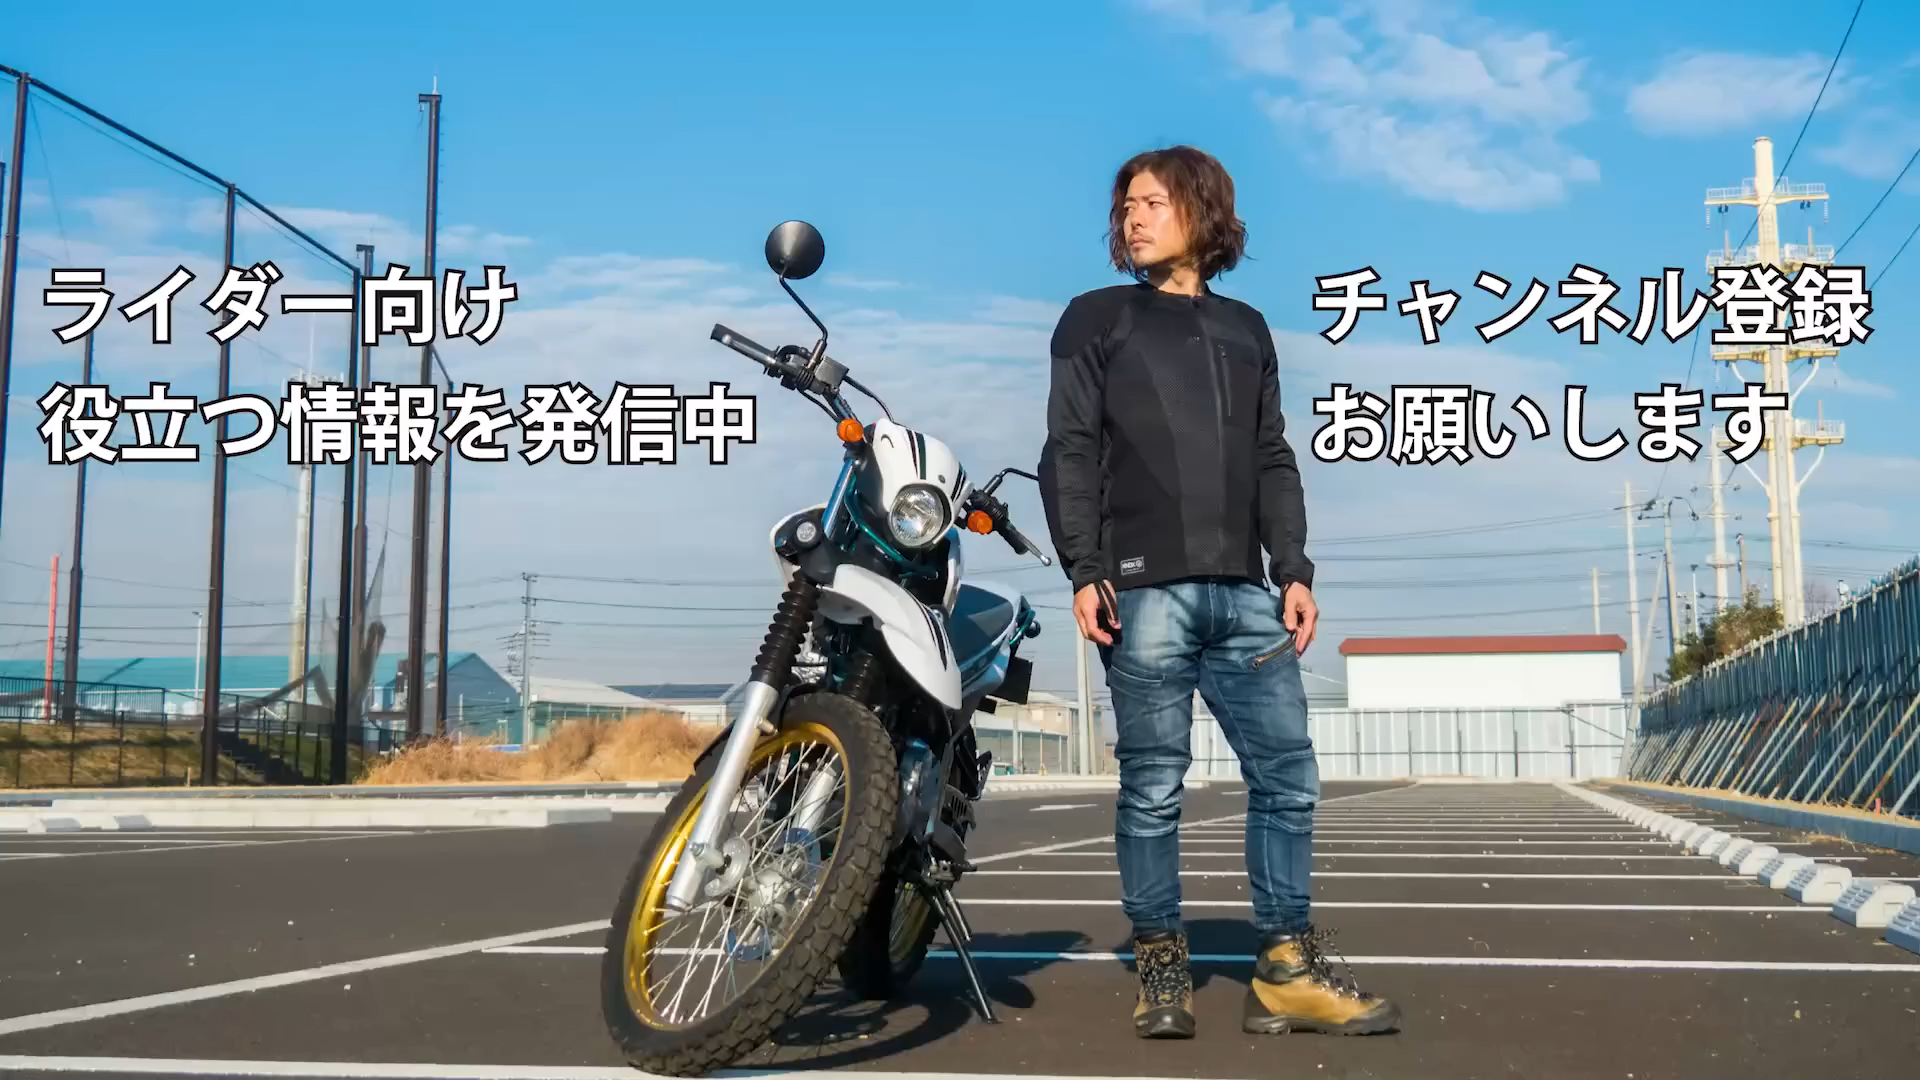 ライダー向け
役立つ情報を発信中
チャンネル登録
お願いします
KNOX